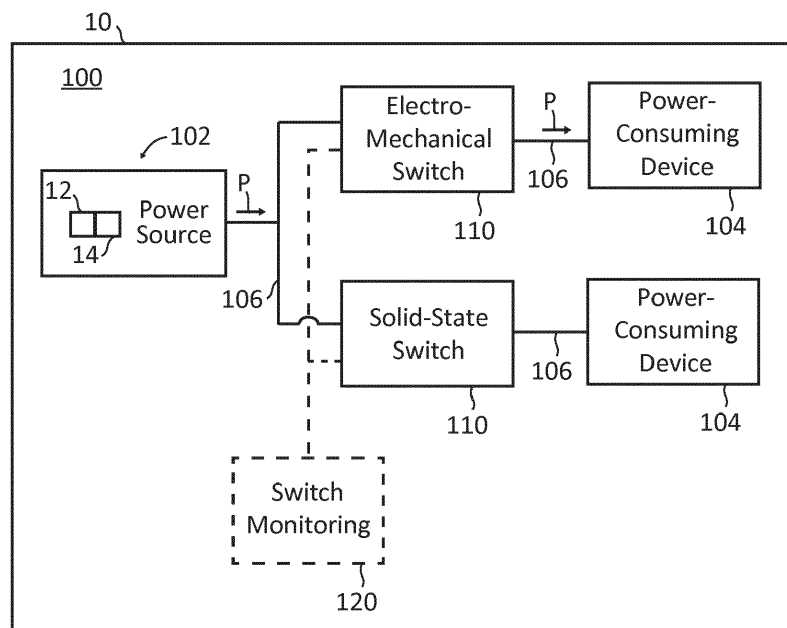 10
100
102
12
14
Power
Source
P
106
Electro-
Mechanical
Switch
110
P
106
Power-
Consuming
Device
104
Solid-State
Switch
110
106
Power-
Consuming
Device
104
Switch
Monitoring
120